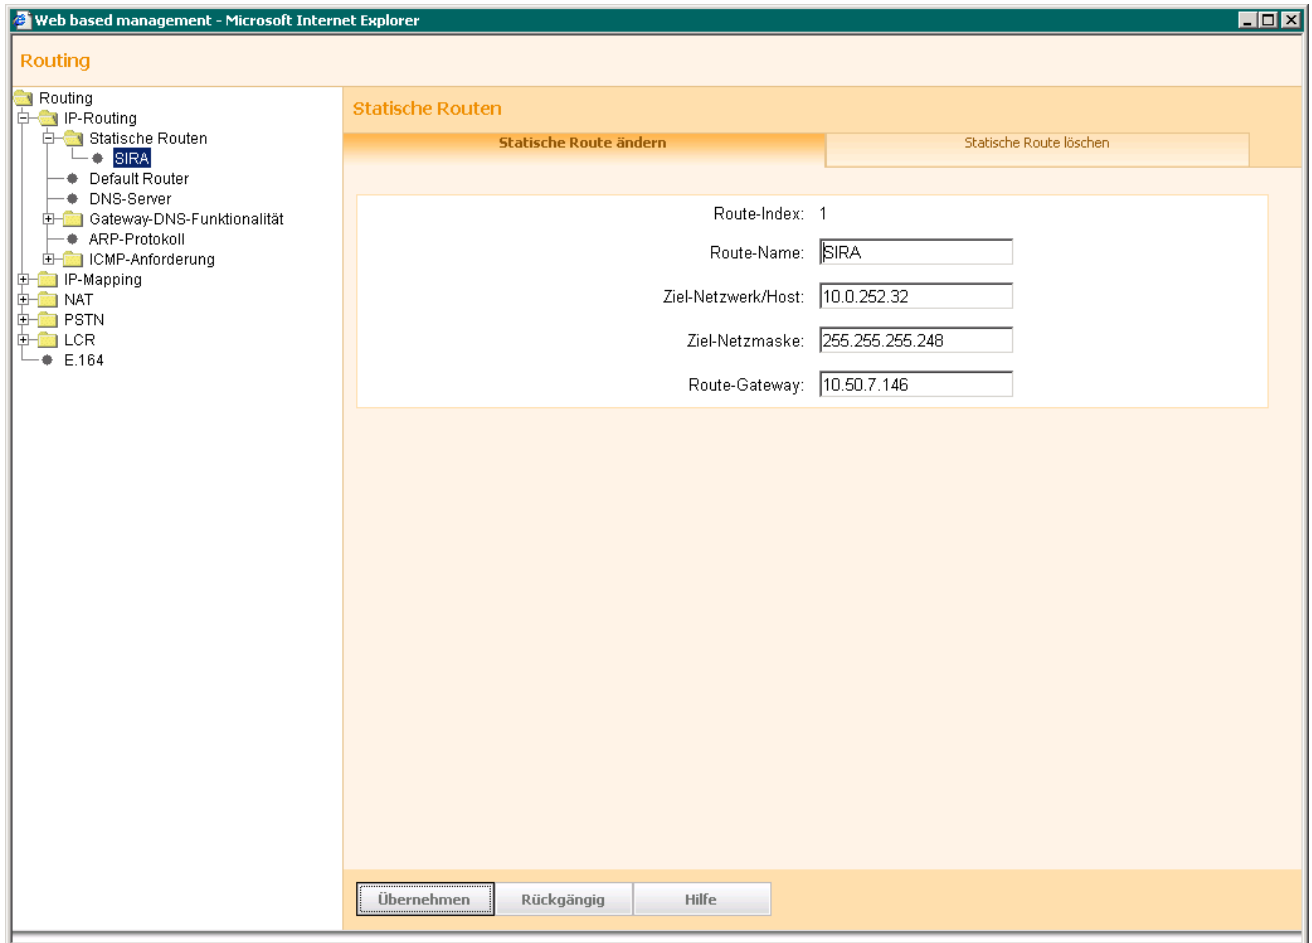 Web based management - Microsoft Internet Explorer
Routing
Routing
IP-Routing
Statische Routen
SIRA
Default Router
DNS-Server
Gateway-DNS-Funktionalität
ARP-Protokoll
ICMP-Anforderung
IP-Mapping
NAT
PSTN
LCR
E.164
Statische Routen
Statische Route ändern
Statische Route löschen
Route-Index: 1
Route-Name: SIRA
Ziel-Netzwerk/Host: 10.0.252.32
Ziel-Netzmaske: 255.255.255.248
Route-Gateway: 10.50.7.146
Übernehmen
Rückgängig
Hilfe